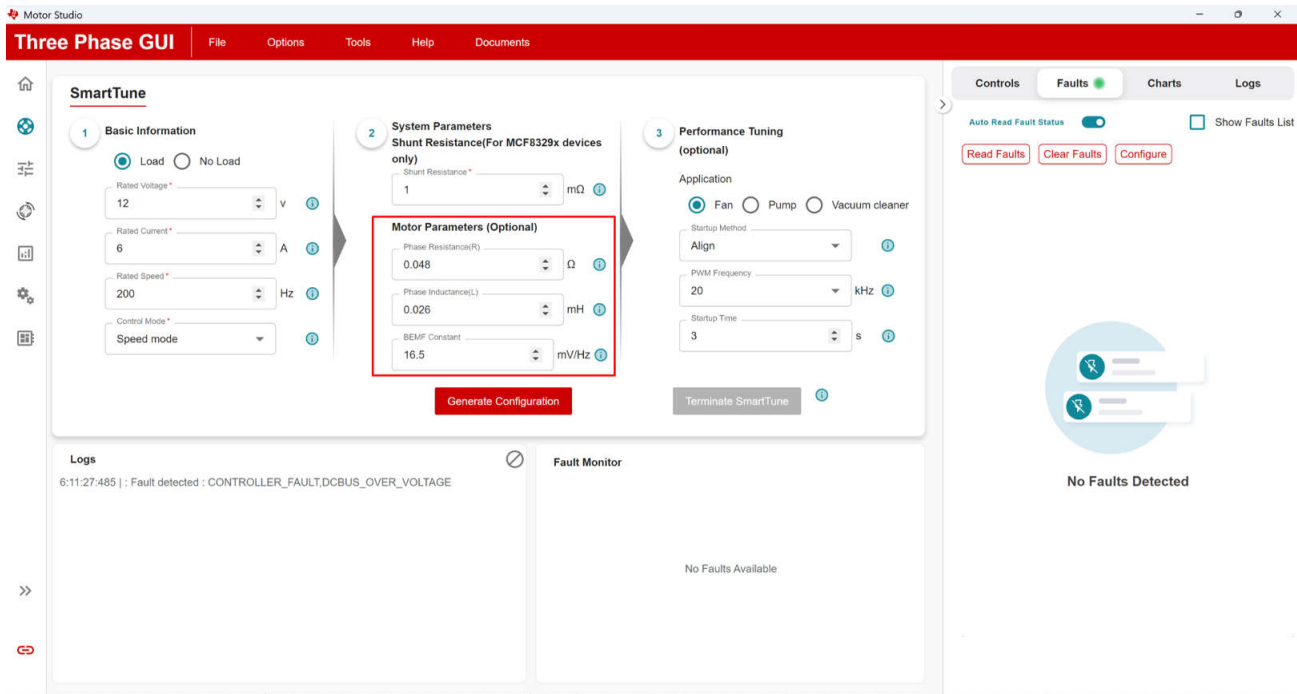 Motor Studio
Three Phase GUI
File
Options
Tools
Help
Documents
SmartTune
1
Basic Information
Load
No Load
Rated Voltage *
12
V
Rated Current *
6
A
Rated Speed *
200
Hz
Control Mode *
Speed mode
2
System Parameters
Shunt Resistance(For MCF8329x devices
only)
Shunt Resistance *
1
mΩ
Motor Parameters (Optional)
Phase Resistance(R)
0.048
Ω
Phase Inductance(L)
0.026
mH
BEMF Constant
16.5
mV/Hz
3
Performance Tuning
(optional)
Application
Fan
Pump
Vacuum cleaner
Startup Method
Align
PWM Frequency
20
kHz
Startup Time
3
s
Generate Configuration
Terminate SmartTune
Logs
6:11:27:485 | : Fault detected : CONTROLLER_FAULT,DCBUS_OVER_VOLTAGE
Fault Monitor
No Faults Available
Controls
Faults
Charts
Logs
Auto Read Fault Status
Show Faults List
Read Faults
Clear Faults
Configure
No Faults Detected